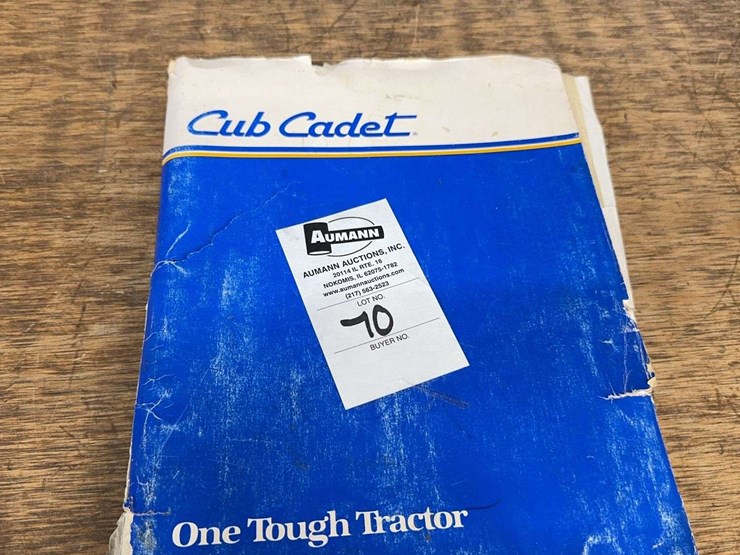 Cub Cadet
AUMANN
AUMANN AUCTIONS, INC.
20114 IL RTE. 16
NOKOMIS, IL 62075-1782
www.aumannauctions.com
(217) 563-2523
LOT NO.
70
BUYER NO.
One Tough Tractor